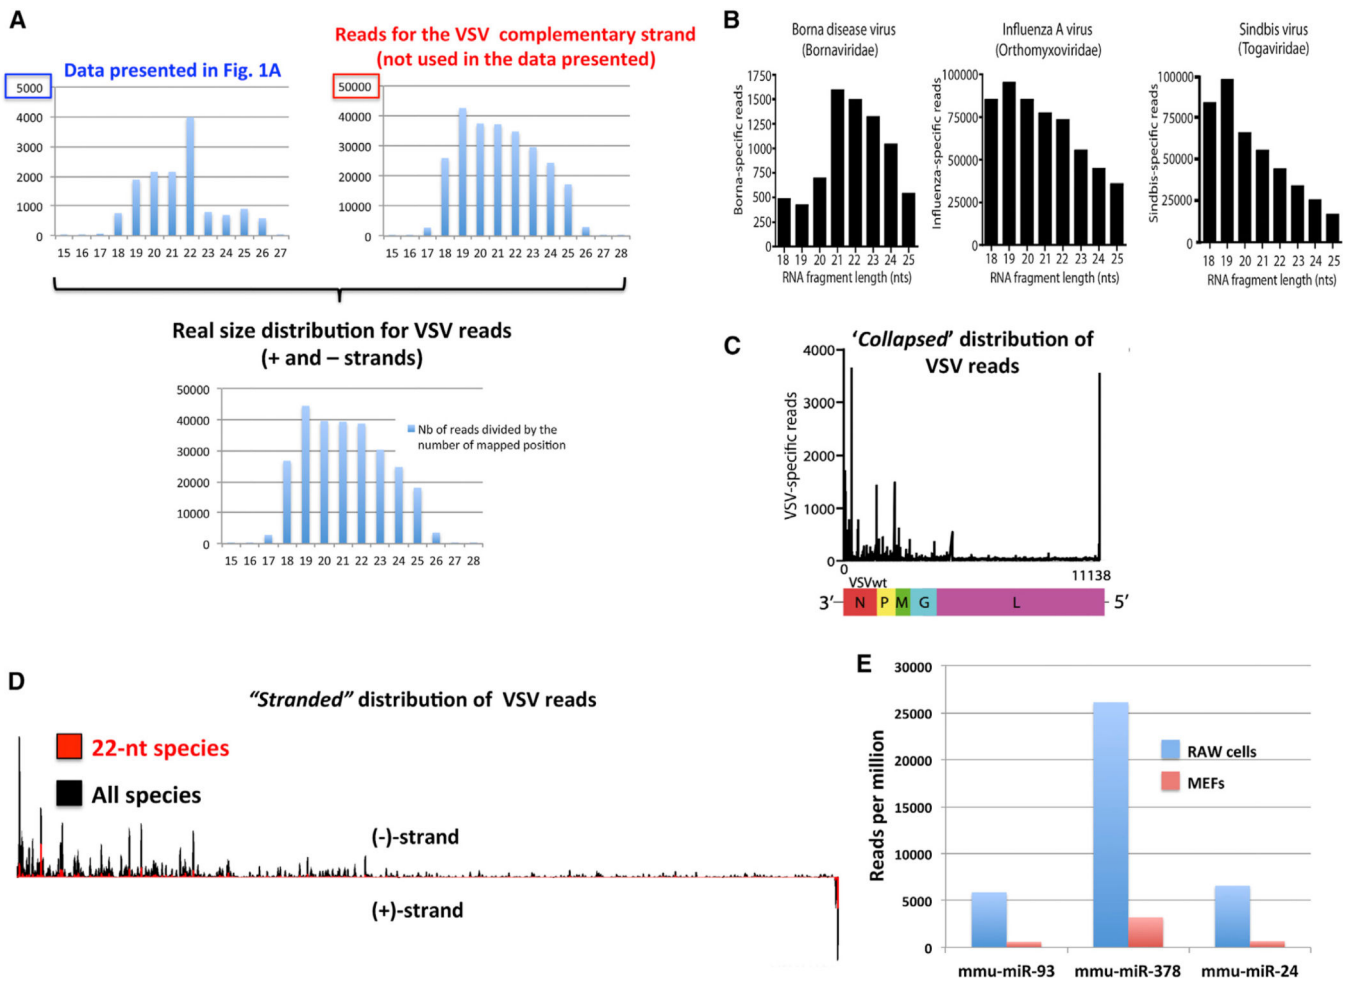 A
Data presented in Fig. 1A
5000
4000
3000
2000
1000
0
15 16 17 18 19 20 21 22 23 24 25 26 27
Reads for the VSV complementary strand
(not used in the data presented)
50000
40000
30000
20000
10000
0
15 16 17 18 19 20 21 22 23 24 25 26 27 28
Real size distribution for VSV reads
(+ and – strands)
50000
40000
30000
20000
10000
0
15 16 17 18 19 20 21 22 23 24 25 26 27 28
Nb of reads divided by the
number of mapped position
B
Borna disease virus
(Bornaviridae)
Borna-specific reads
1750
1500
1250
1000
750
500
250
0
18 19 20 21 22 23 24 25
RNA fragment length (nts)
Influenza A virus
(Orthomyxoviridae)
Influenza-specific reads
100000
75000
50000
25000
0
18 19 20 21 22 23 24 25
RNA fragment length (nts)
Sindbis virus
(Togaviridae)
Sindbis-specific reads
100000
75000
50000
25000
0
18 19 20 21 22 23 24 25
RNA fragment length (nts)
C
‘Collapsed’ distribution of
VSV reads
VSV-specific reads
4000
3000
2000
1000
0
0
11138
VSVwt
3′ N P M G L 5′
D
“Stranded” distribution of VSV reads
22-nt species
All species
(-)-strand
(+)-strand
E
Reads per million
30000
25000
20000
15000
10000
5000
0
RAW cells
MEFs
mmu-miR-93 mmu-miR-378 mmu-miR-24